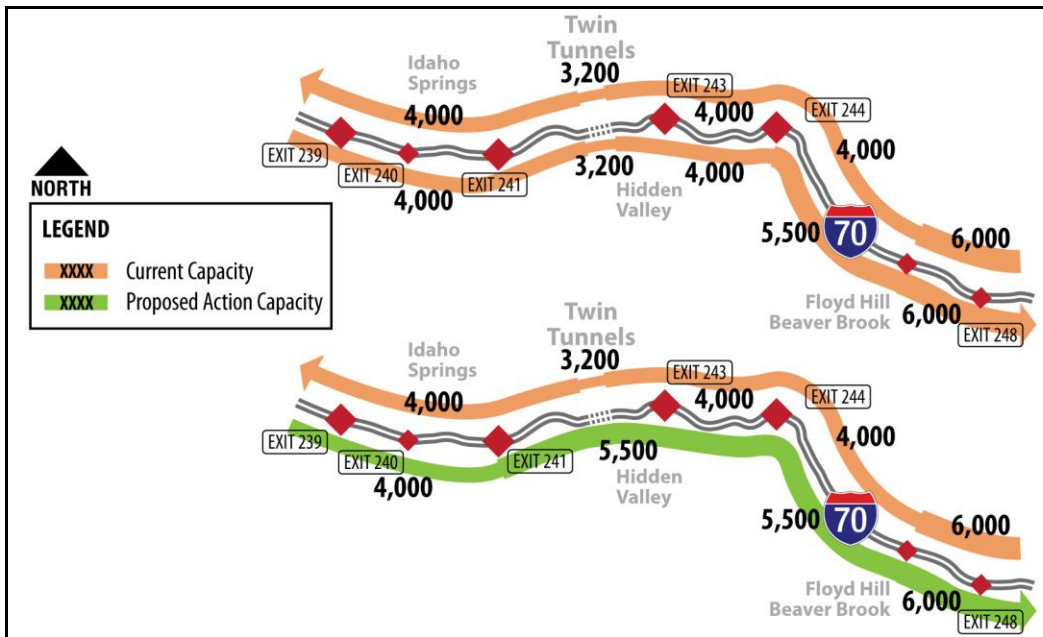 Twin
Tunnels
3,200
Idaho
Springs
4,000
EXIT 243
4,000
EXIT 244
4,000
6,000
EXIT 239
EXIT 240
4,000
EXIT 241
3,200
Hidden
Valley
4,000
5,500
70
Floyd Hill
Beaver Brook
6,000
EXIT 248
NORTH
LEGEND
XXXX Current Capacity
XXXX Proposed Action Capacity
Twin
Tunnels
3,200
Idaho
Springs
4,000
EXIT 243
4,000
EXIT 244
4,000
6,000
EXIT 239
EXIT 240
4,000
EXIT 241
5,500
Hidden
Valley
5,500
70
Floyd Hill
Beaver Brook
6,000
EXIT 248